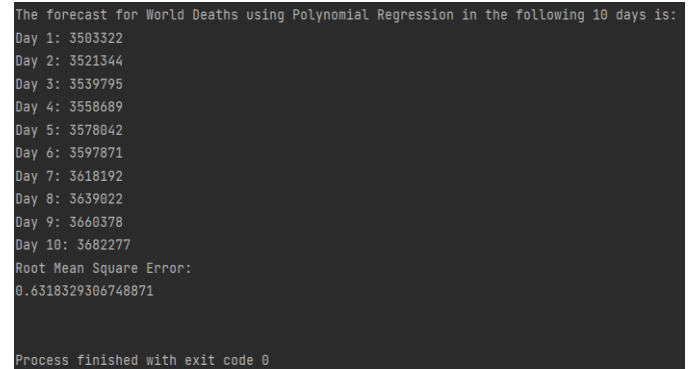 The forecast for World Deaths using Polynomial Regression in the following 10 days is:
Day 1: 3503322
Day 2: 3521344
Day 3: 3539795
Day 4: 3558689
Day 5: 3578042
Day 6: 3597871
Day 7: 3618192
Day 8: 3639022
Day 9: 3660378
Day 10: 3682277
Root Mean Square Error:
0.6318329306748871
Process finished with exit code 0